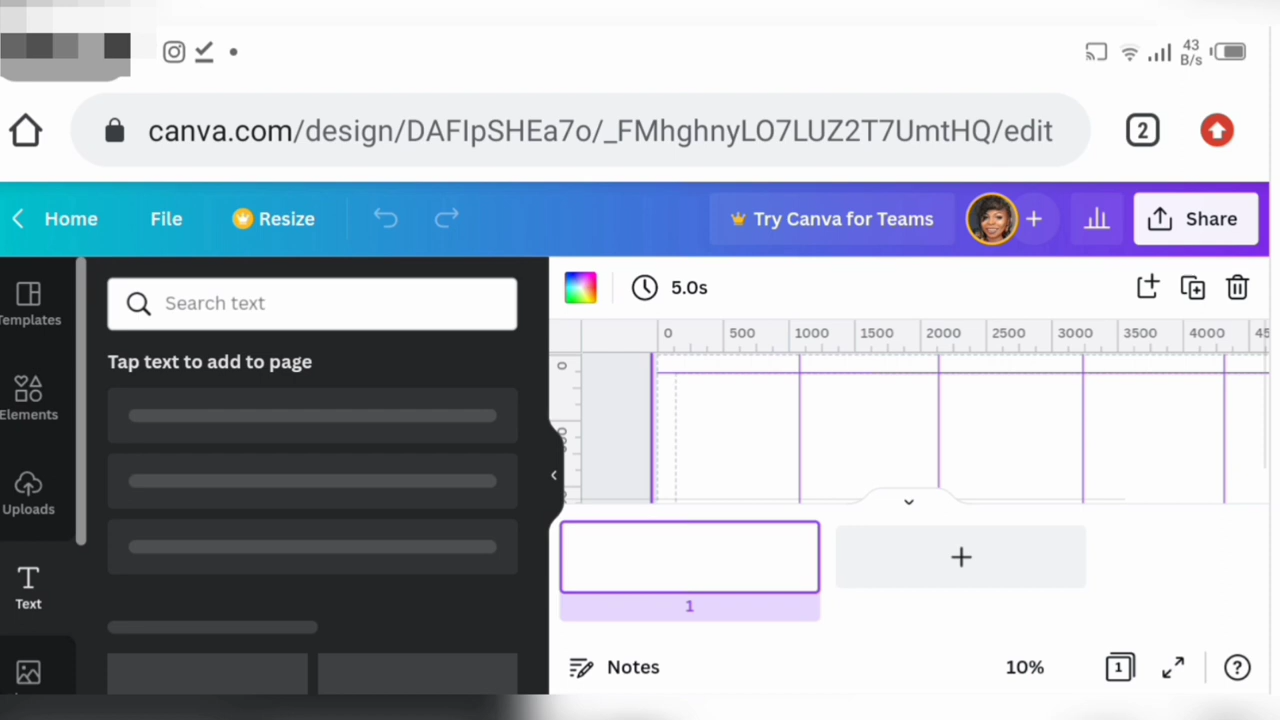 43
B/s
canva.com/design/DAFIpSHEa7o/_FMhghnyLO7LUZ2T7UmtHQ/edit
2
Home File Resize Try Canva for Teams + Share
Templates
Elements
Uploads
Text
Search text
Tap text to add to page
5.0s
0 500 1000 1500 2000 2500 3000 3500 4000 45
0
+
1
Notes 10% 1 ?